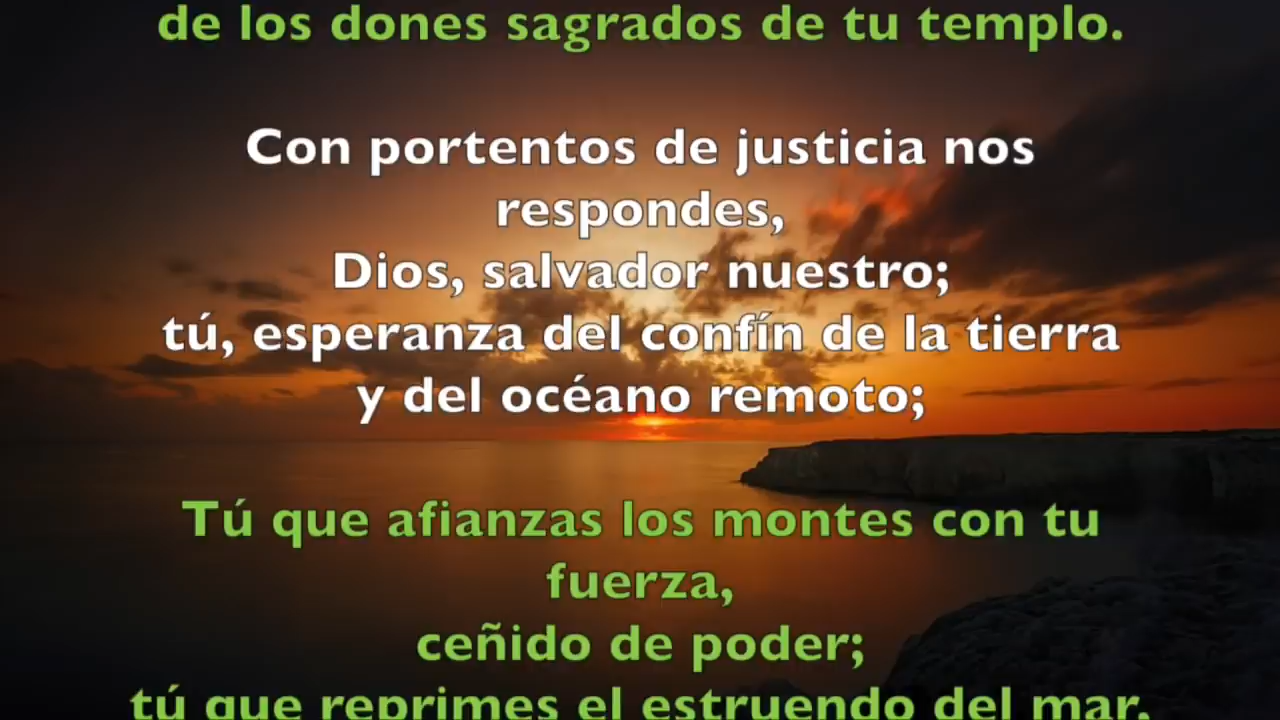 de los dones sagrados de tu templo.
Con portentos de justicia nos
respondes,
Dios, salvador nuestro;
tú, esperanza del confín de la tierra
y del océano remoto;
Tú que afianzas los montes con tu
fuerza,
ceñido de poder;
tú que reprimes el estruendo del mar,